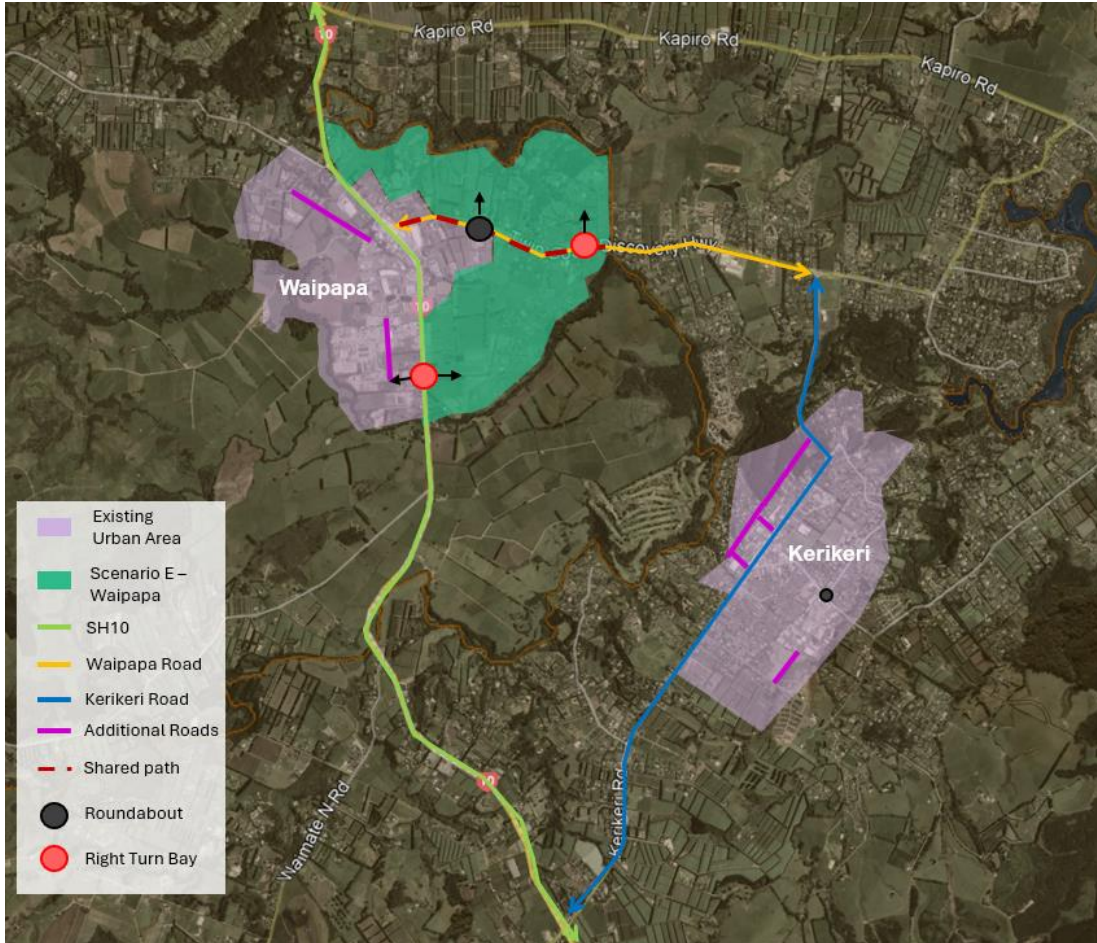 10
Kapiro Rd
Kapiro Rd
Kapiro Rd
Discovery Hwy
Waipapa
10
Kerikeri
Existing
Urban Area
Scenario E –
Waipapa
SH10
Waipapa Road
Kerikeri Road
Additional Roads
Shared path
Roundabout
Right Turn Bay
10
Waimate N Rd
Kerikeri Rd